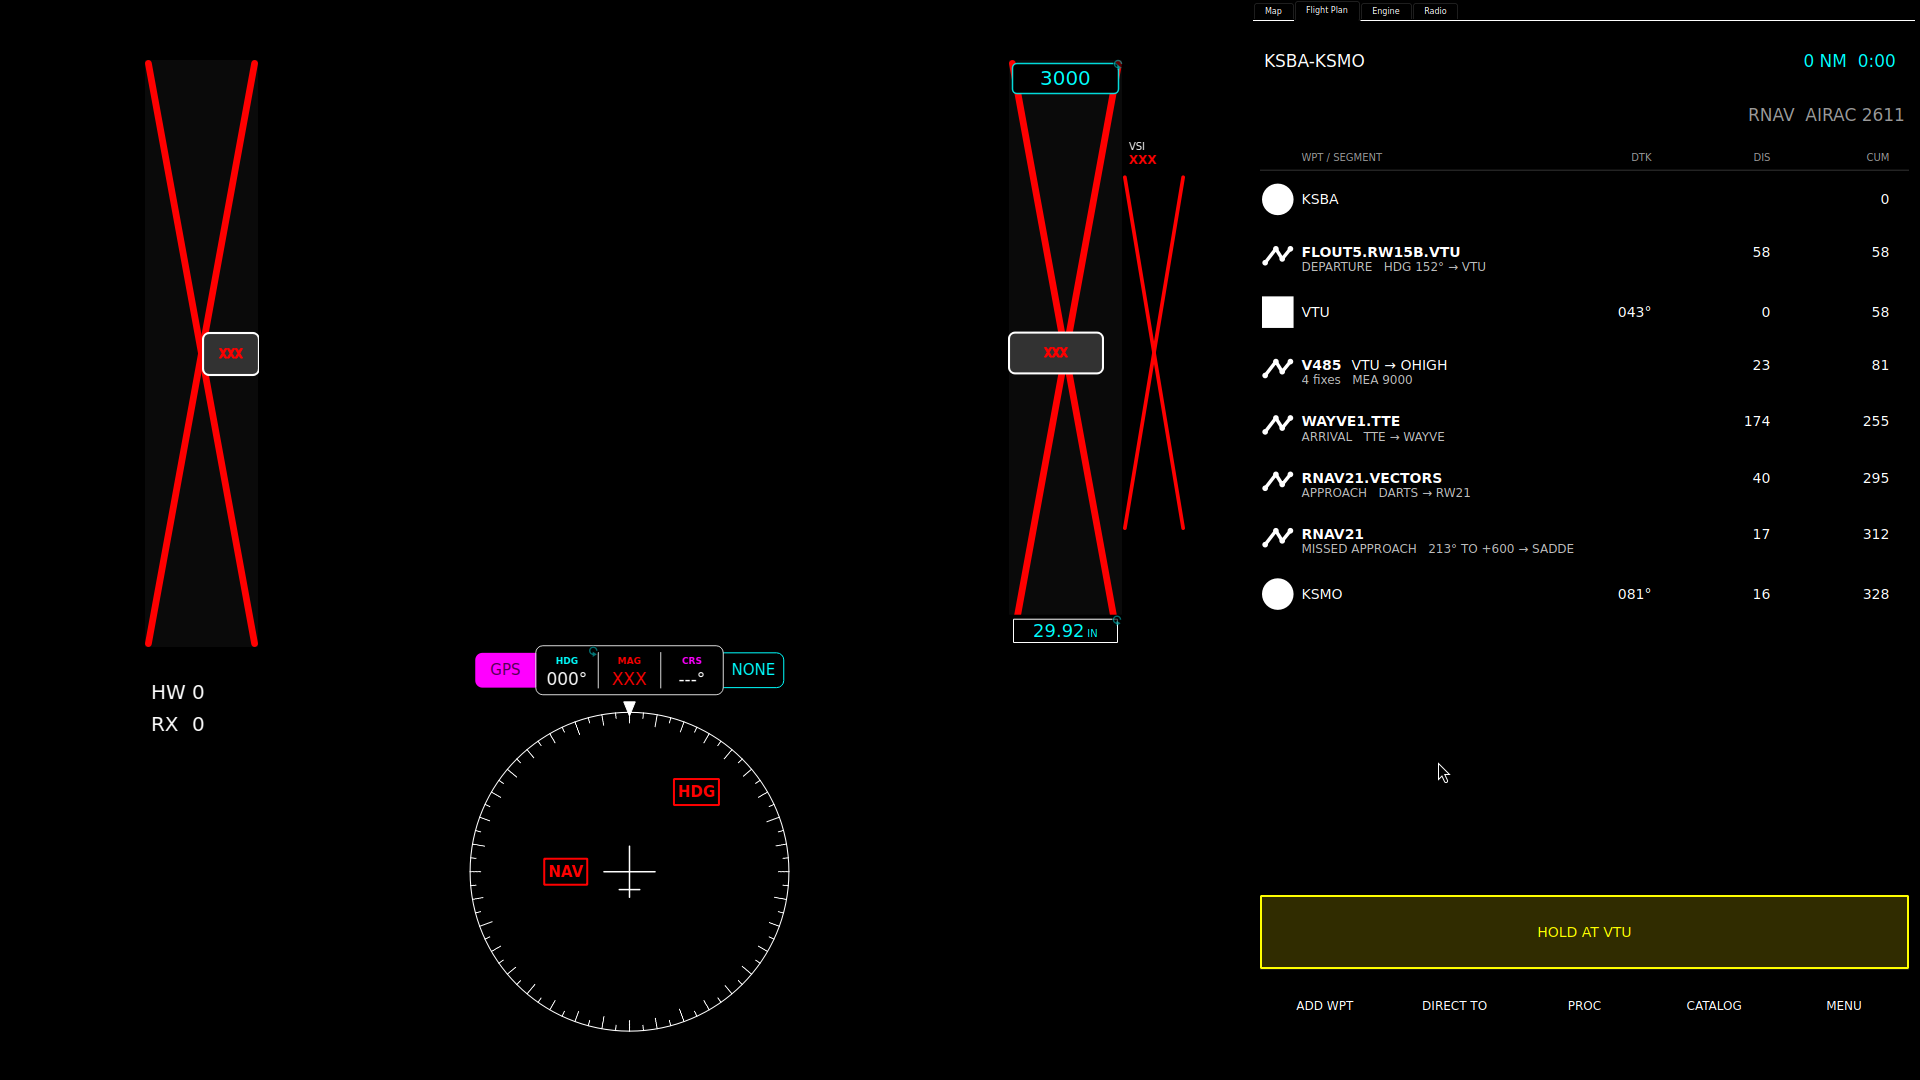 Map Flight Plan Engine Radio
KSBA-KSMO 0 NM 0:00
RNAV AIRAC 2611
WPT / SEGMENT DTK DIS CUM
KSBA 0
FLOUT5.RW15B.VTU 58 58
DEPARTURE HDG 152° → VTU
VTU 043° 0 58
V485 VTU → OHIGH 23 81
4 fixes MEA 9000
WAYVE1.TTE 174 255
ARRIVAL TTE → WAYVE
RNAV21.VECTORS 40 295
APPROACH DARTS → RW21
RNAV21 17 312
MISSED APPROACH 213° TO +600 → SADDE
KSMO 081° 16 328
HOLD AT VTU
ADD WPT DIRECT TO PROC CATALOG MENU
3000
VSI
XXX
XXX
XXX
29.92 IN
HW 0
RX 0
GPS
HDG
000°
MAG
XXX
CRS
---°
NONE
HDG
NAV